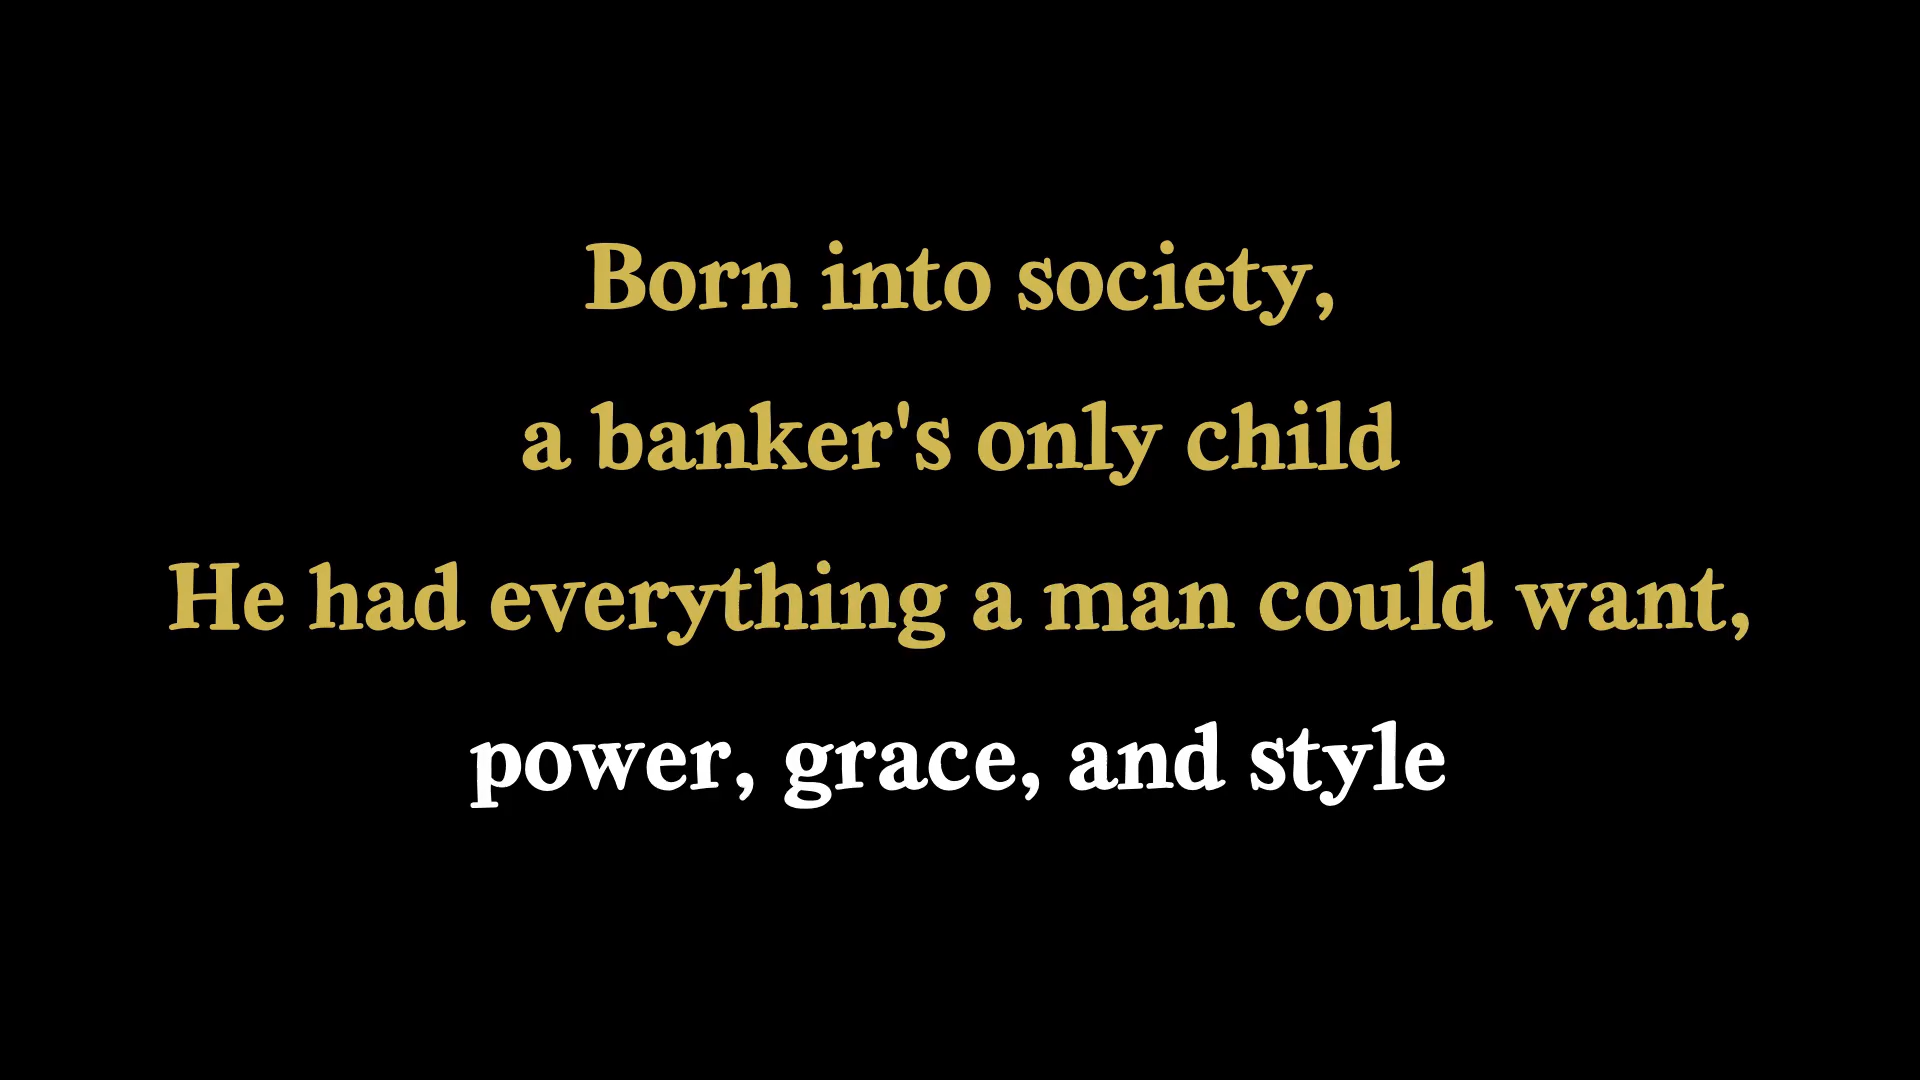 Born into society,
a banker's only child
He had everything a man could want,
power, grace, and style